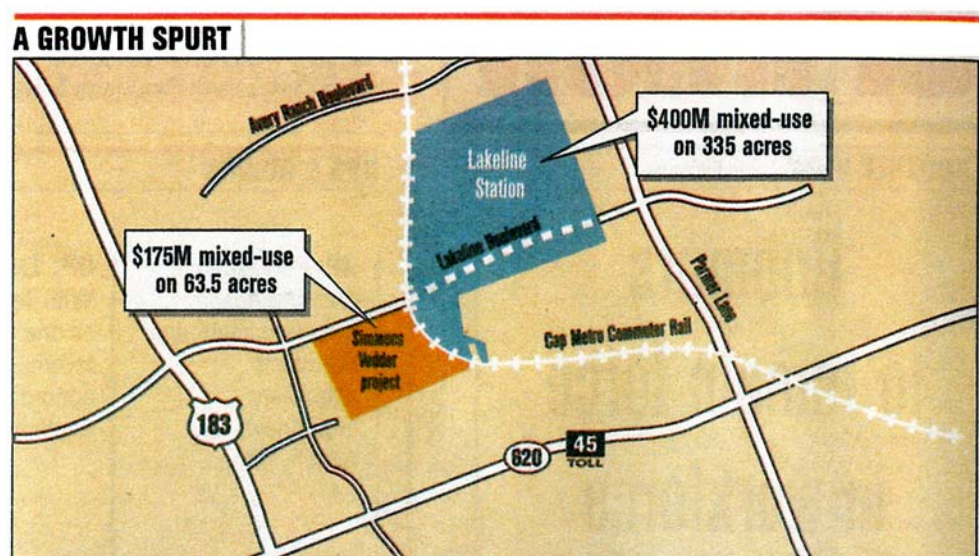 A GROWTH SPURT
Avery Ranch Boulevard
$400M mixed-use
on 335 acres
Lakeline
Station
Lakeline Boulevard
$175M mixed-use
on 63.5 acres
Parmer Lane
Cap Metro Commuter Rail
Simmons
Vedder
project
183
620
45
TOLL